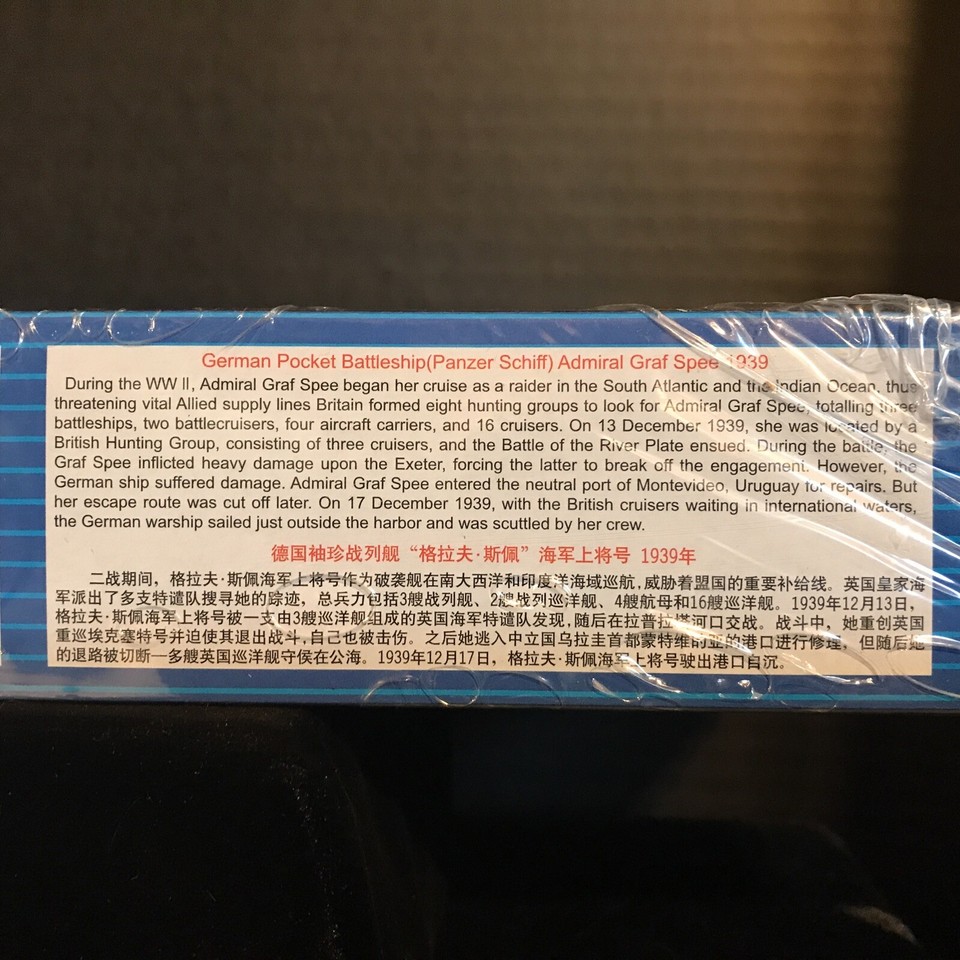 German Pocket Battleship(Panzer Schiff) Admiral Graf Spee 1939
During the WW II, Admiral Graf Spee began her cruise as a raider in the South Atlantic and the Indian Ocean, thus
threatening vital Allied supply lines Britain formed eight hunting groups to look for Admiral Graf Spee, totalling three
battleships, two battlecruisers, four aircraft carriers, and 16 cruisers. On 13 December 1939, she was located by a
British Hunting Group, consisting of three cruisers, and the Battle of the River Plate ensued. During the battle, the
Graf Spee inflicted heavy damage upon the Exeter, forcing the latter to break off the engagement. However, the
German ship suffered damage. Admiral Graf Spee entered the neutral port of Montevideo, Uruguay for repairs. But
her escape route was cut off later. On 17 December 1939, with the British cruisers waiting in international waters,
the German warship sailed just outside the harbor and was scuttled by her crew.
德国袖珍战列舰“格拉夫·斯佩”海军上将号 1939年
二战期间，格拉夫·斯佩海军上将号作为破袭舰在南大西洋和印度洋海域巡航,威胁着盟国的重要补给线。英国皇家海
军派出了多支特遣队搜寻她的踪迹，总兵力包括3艘战列舰、2艘战列巡洋舰、4艘航母和16艘巡洋舰。1939年12月13日，
格拉夫·斯佩海军上将号被一支由3艘巡洋舰组成的英国海军特遣队发现,随后在拉普拉塔河口交战。战斗中，她重创英国
重巡埃克塞特号并迫使其退出战斗,自己也被击伤。之后她逃入中立国乌拉圭首都蒙特维的亚的港口进行修理，但随后她
的退路被切断—多艘英国巡洋舰守侯在公海。1939年12月17日，格拉夫·斯佩海军上将号驶出港口自沉。